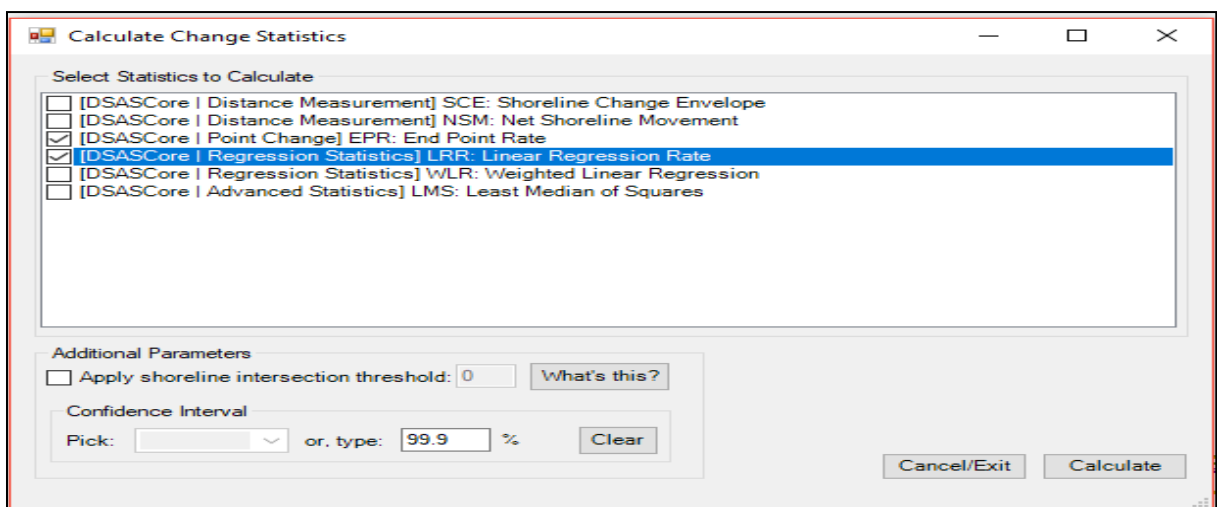 Calculate Change Statistics
Select Statistics to Calculate
[DSASCore | Distance Measurement] SCE: Shoreline Change Envelope
[DSASCore | Distance Measurement] NSM: Net Shoreline Movement
[DSASCore | Point Change] EPR: End Point Rate
[DSASCore | Regression Statistics] LRR: Linear Regression Rate
[DSASCore | Regression Statistics] WLR: Weighted Linear Regression
[DSASCore | Advanced Statistics] LMS: Least Median of Squares
Additional Parameters
Apply shoreline intersection threshold: 0 What's this?
Confidence Interval
Pick: or, type: 99.9 % Clear
Cancel/Exit Calculate